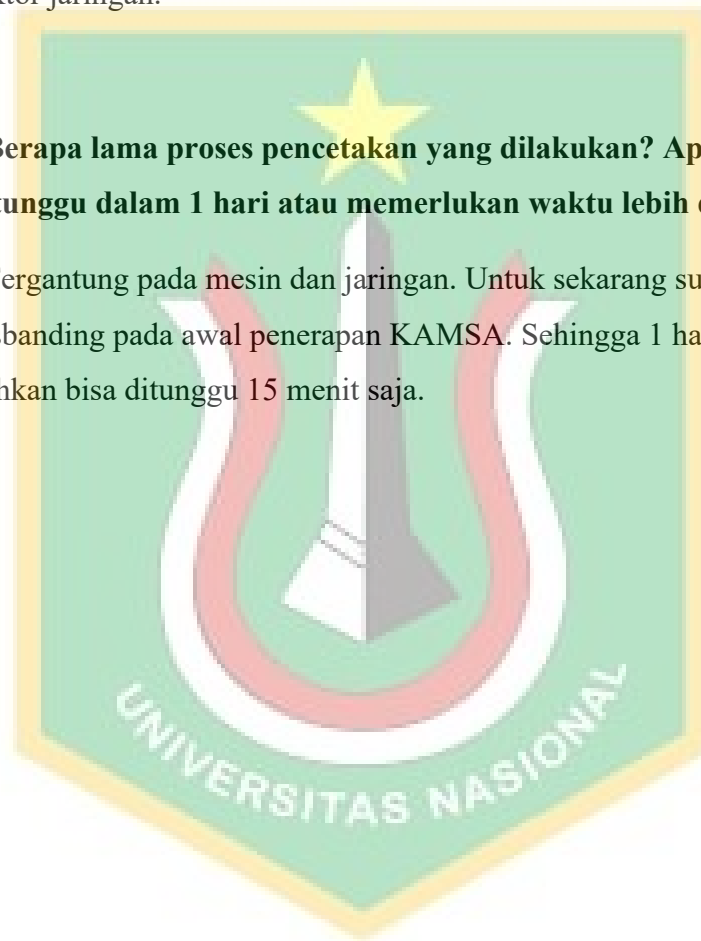 ktor jaringan.
Berapa lama proses pencetakan yang dilakukan? Ap
tunggu dalam 1 hari atau memerlukan waktu lebih
ergantung pada mesin dan jaringan. Untuk sekarang su
banding pada awal penerapan KAMSA. Sehingga 1 ha
hkan bisa ditunggu 15 menit saja.
UNIVERSITAS NASIONAL